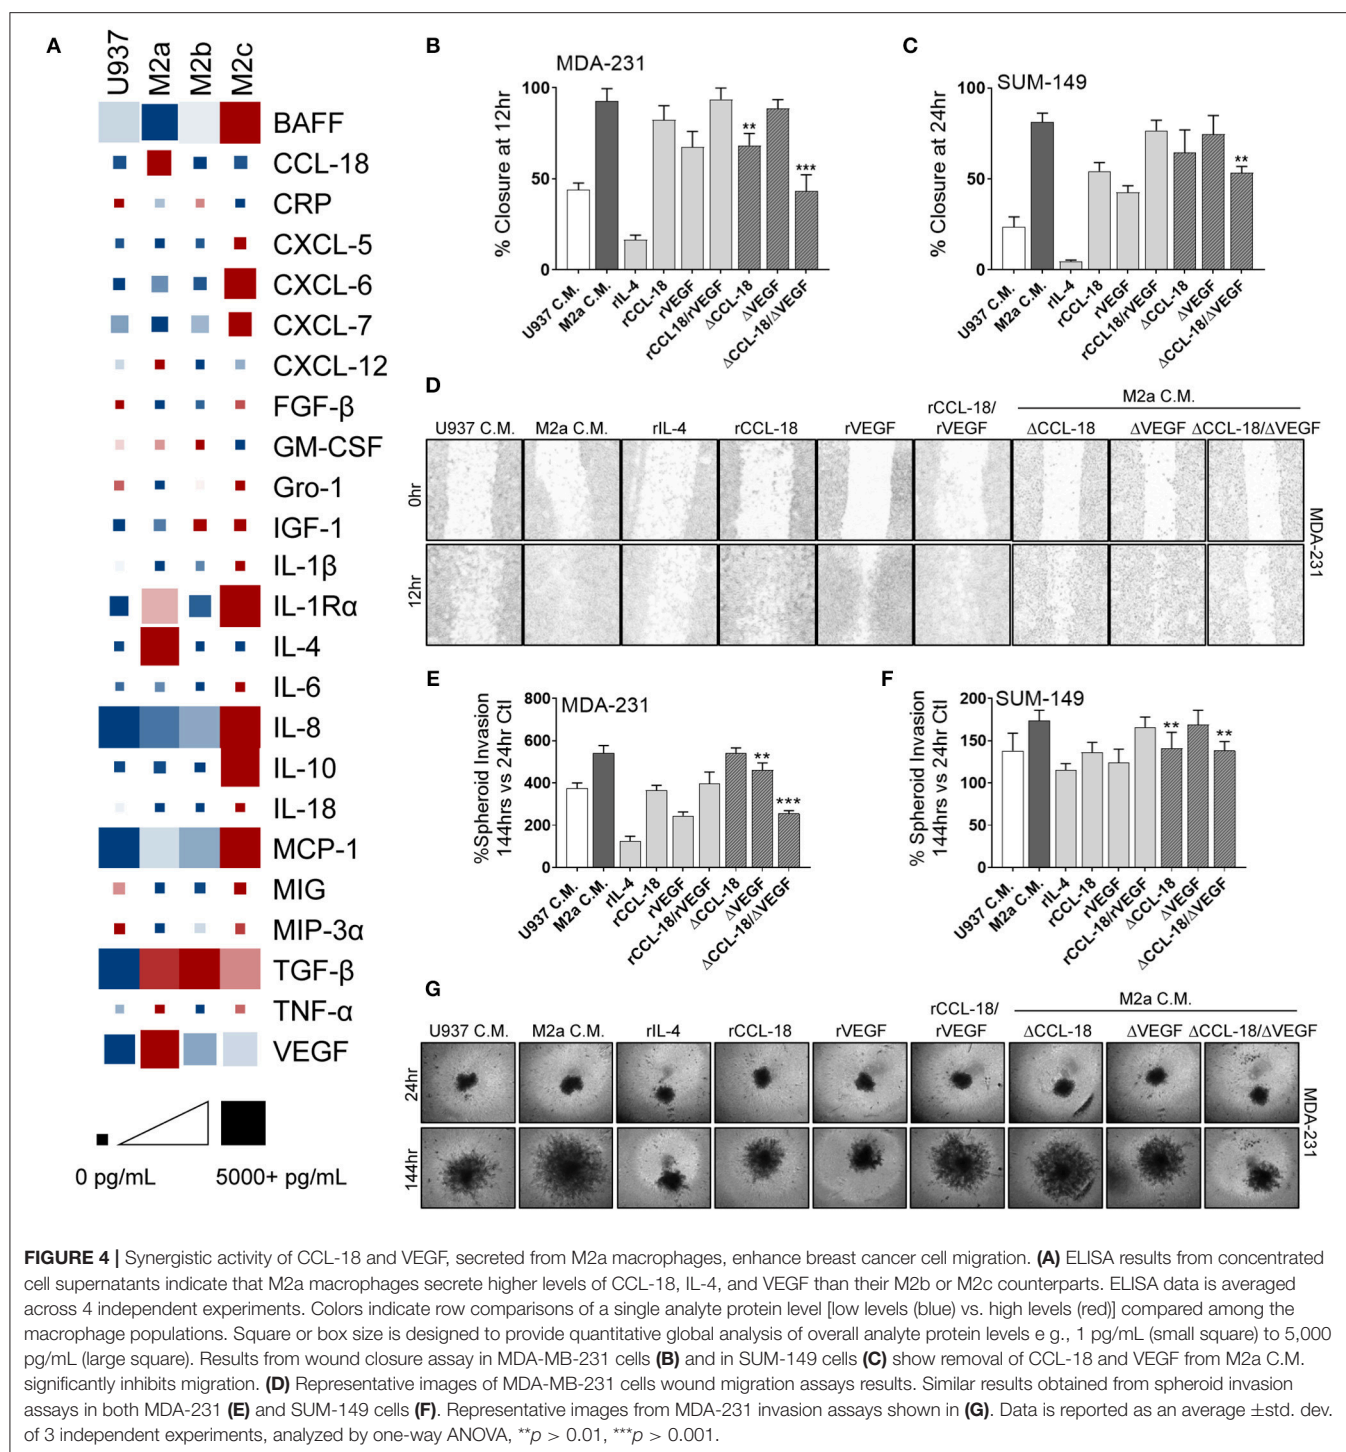 A
U937
M2a
M2b
M2c
BAFF
CCL-18
CRP
CXCL-5
CXCL-6
CXCL-7
CXCL-12
FGF-β
GM-CSF
Gro-1
IGF-1
IL-1β
IL-1Rα
IL-4
IL-6
IL-8
IL-10
IL-18
MCP-1
MIG
MIP-3α
TGF-β
TNF-α
VEGF
0 pg/mL
5000+ pg/mL
B
MDA-231
% Closure at 12hr
100
50
0
**
***
U937 C.M.
M2a C.M.
rIL-4
rCCL-18
rVEGF
rCCL18/rVEGF
ΔCCL-18
ΔVEGF
ΔCCL-18/ΔVEGF
C
SUM-149
% Closure at 24hr
100
50
0
**
U937 C.M.
M2a C.M.
rIL-4
rCCL-18
rVEGF
rCCL-18/rVEGF
ΔCCL-18
ΔVEGF
ΔCCL-18/ΔVEGF
D
M2a C.M.
U937 C.M.
M2a C.M.
rIL-4
rCCL-18
rVEGF
rCCL-18/
rVEGF
ΔCCL-18
ΔVEGF
ΔCCL-18/ΔVEGF
0hr
12hr
MDA-231
E
MDA-231
%Spheroid Invasion
144hrs vs 24hr Ctl
800
600
400
200
0
**
***
U937 C.M.
M2a C.M.
rIL-4
rCCL-18
rVEGF
rCCL-18/rVEGF
ΔCCL-18
ΔVEGF
ΔCCL-18/ΔVEGF
F
SUM-149
% Spheroid Invasion
144hrs vs 24hr Ctl
200
150
100
50
0
**
**
U937 C.M.
M2a C.M.
rIL-4
rCCL-18
rVEGF
rCCL-18/rVEGF
ΔCCL-18
ΔVEGF
ΔCCL-18/ΔVEGF
G
M2a C.M.
U937 C.M.
M2a C.M.
rIL-4
rCCL-18
rVEGF
rCCL-18/
rVEGF
ΔCCL-18
ΔVEGF
ΔCCL-18/ΔVEGF
24hr
144hr
MDA-231
FIGURE 4 | Synergistic activity of CCL-18 and VEGF, secreted from M2a macrophages, enhance breast cancer cell migration. (A) ELISA results from concentrated
cell supernatants indicate that M2a macrophages secrete higher levels of CCL-18, IL-4, and VEGF than their M2b or M2c counterparts. ELISA data is averaged
across 4 independent experiments. Colors indicate row comparisons of a single analyte protein level [low levels (blue) vs. high levels (red)] compared among the
macrophage populations. Square or box size is designed to provide quantitative global analysis of overall analyte protein levels e g., 1 pg/mL (small square) to 5,000
pg/mL (large square). Results from wound closure assay in MDA-MB-231 cells (B) and in SUM-149 cells (C) show removal of CCL-18 and VEGF from M2a C.M.
significantly inhibits migration. (D) Representative images of MDA-MB-231 cells wound migration assays results. Similar results obtained from spheroid invasion
assays in both MDA-231 (E) and SUM-149 cells (F). Representative images from MDA-231 invasion assays shown in (G). Data is reported as an average ±std. dev.
of 3 independent experiments, analyzed by one-way ANOVA, **p > 0.01, ***p > 0.001.